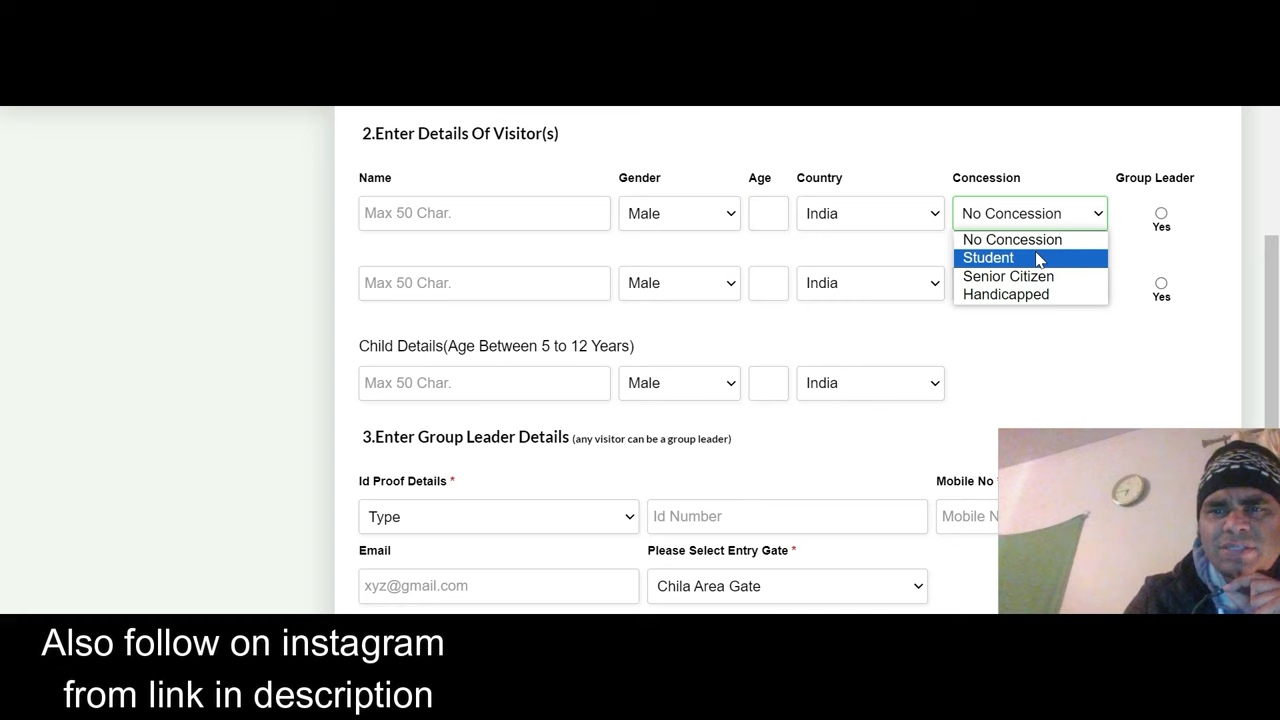 2.Enter Details Of Visitor(s)
Name Gender Age Country Concession Group Leader
Max 50 Char. Male India No Concession
Yes
No Concession
Student
Senior Citizen
Handicapped
Max 50 Char. Male India
Yes
Child Details(Age Between 5 to 12 Years)
Max 50 Char. Male India
3.Enter Group Leader Details (any visitor can be a group leader)
Id Proof Details * Mobile No
Type Id Number Mobile N
Email Please Select Entry Gate *
xyz@gmail.com Chila Area Gate
Also follow on instagram
from link in description